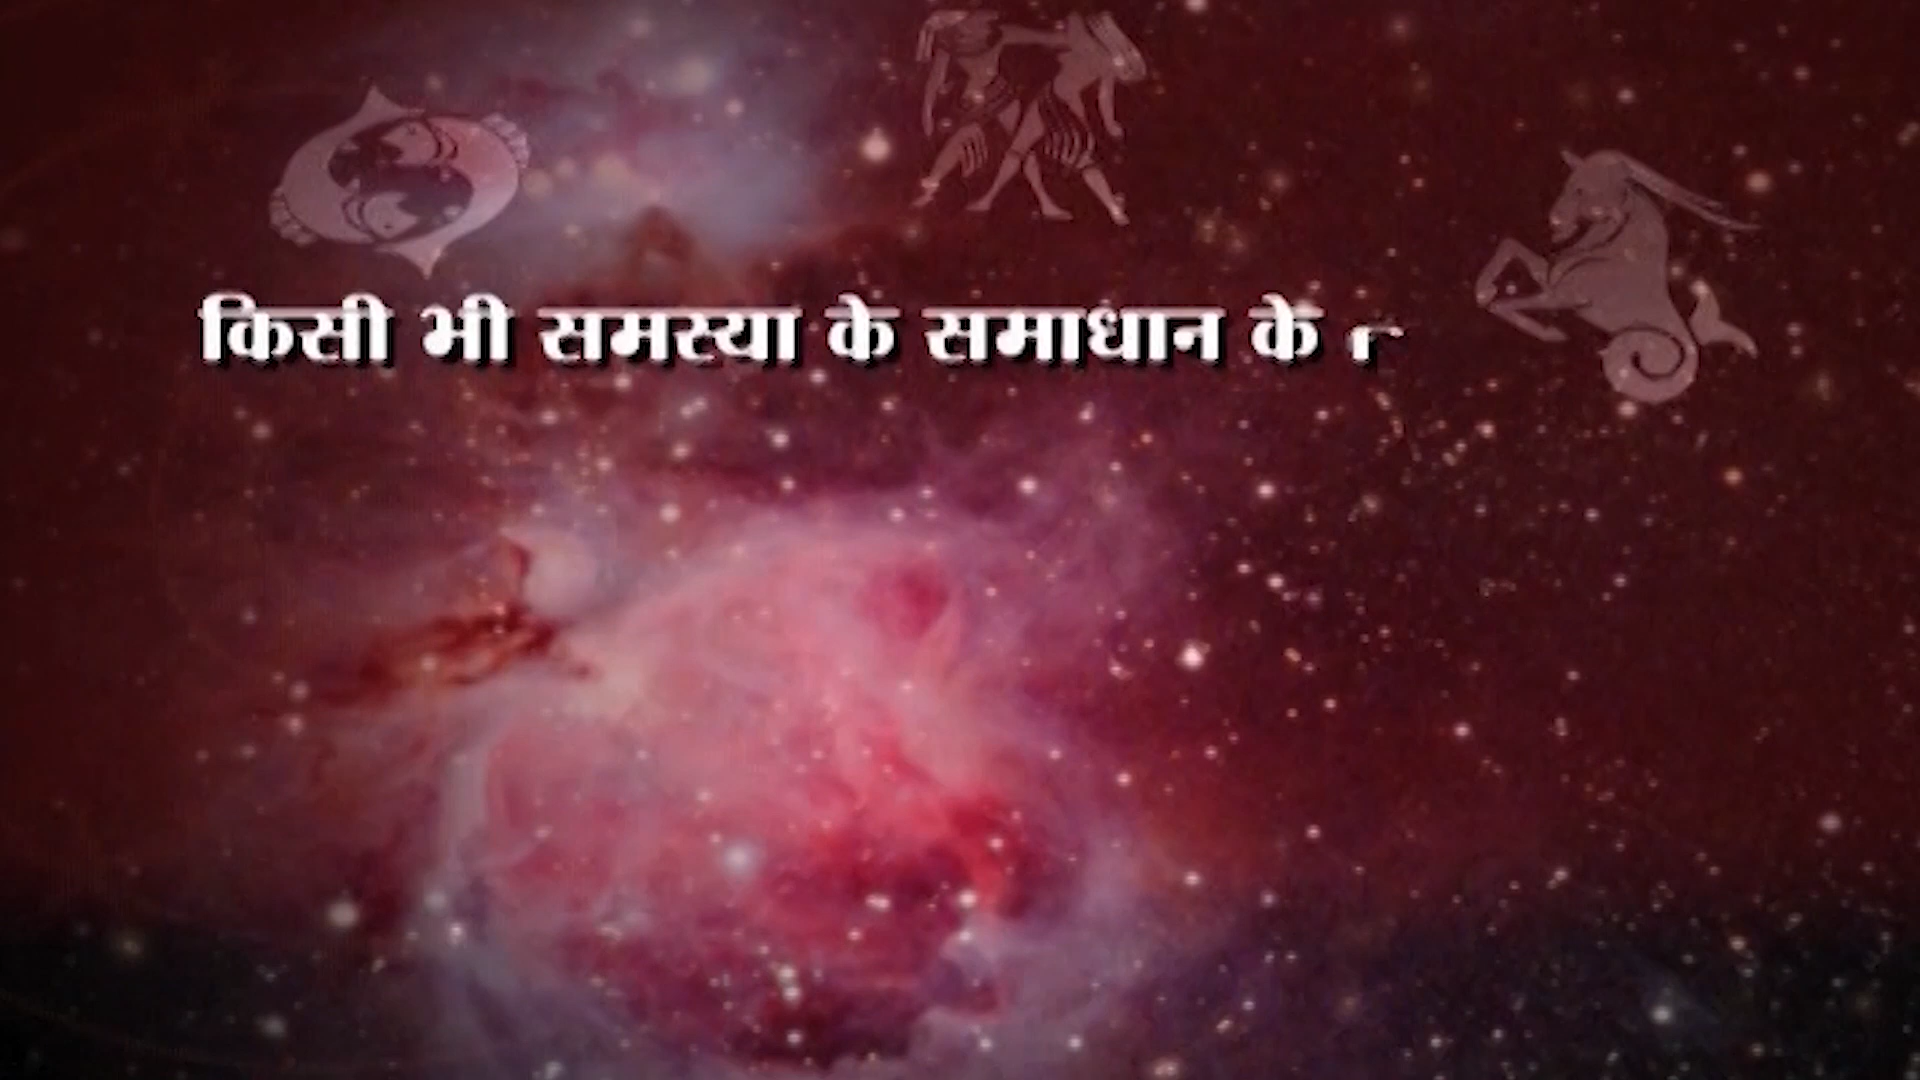 किसी भी समस्या के समाधान के